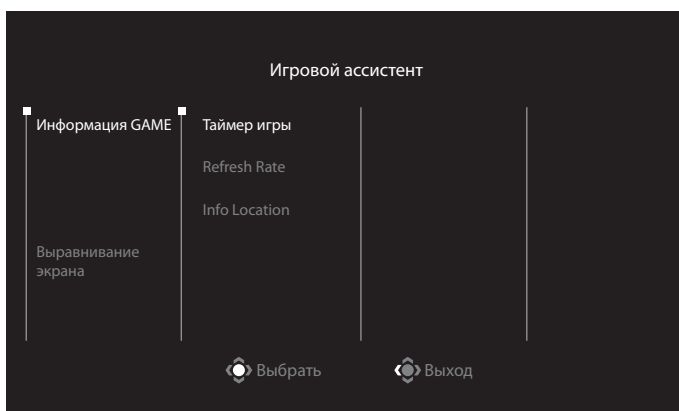 Игровой ассистент
Информация GAME
Таймер игры
Refresh Rate
Info Location
Выравнивание
экрана
Выбрать
Выход